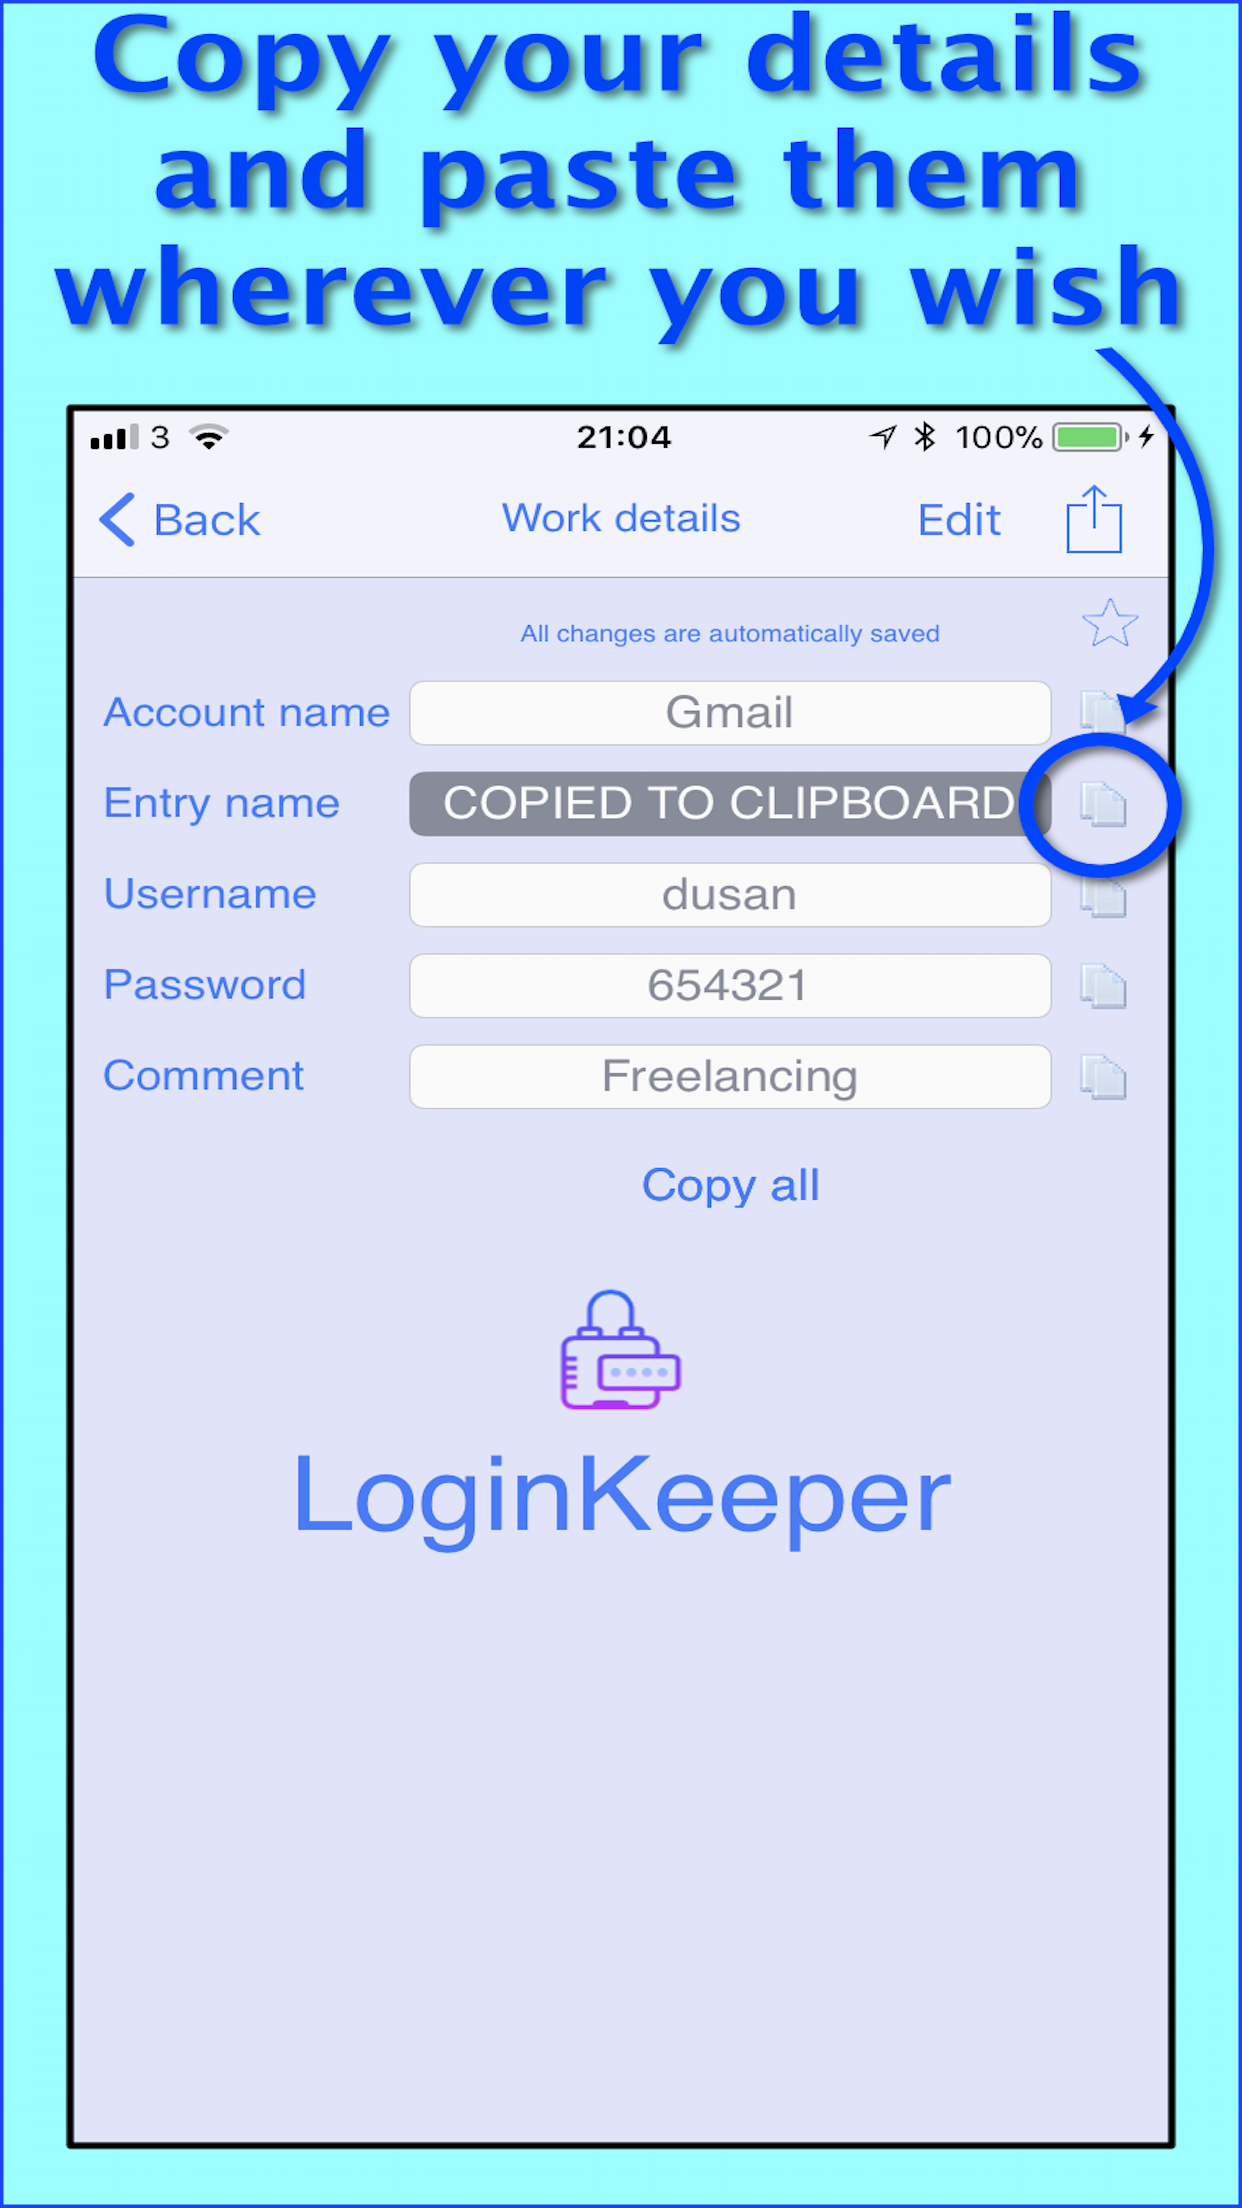 Copy your details
and paste them
wherever you wish
3 21:04 100%
Back Work details Edit
All changes are automatically saved
Account name Gmail
Entry name COPIED TO CLIPBOARD
Username dusan
Password 654321
Comment Freelancing
Copy all
LoginKeeper